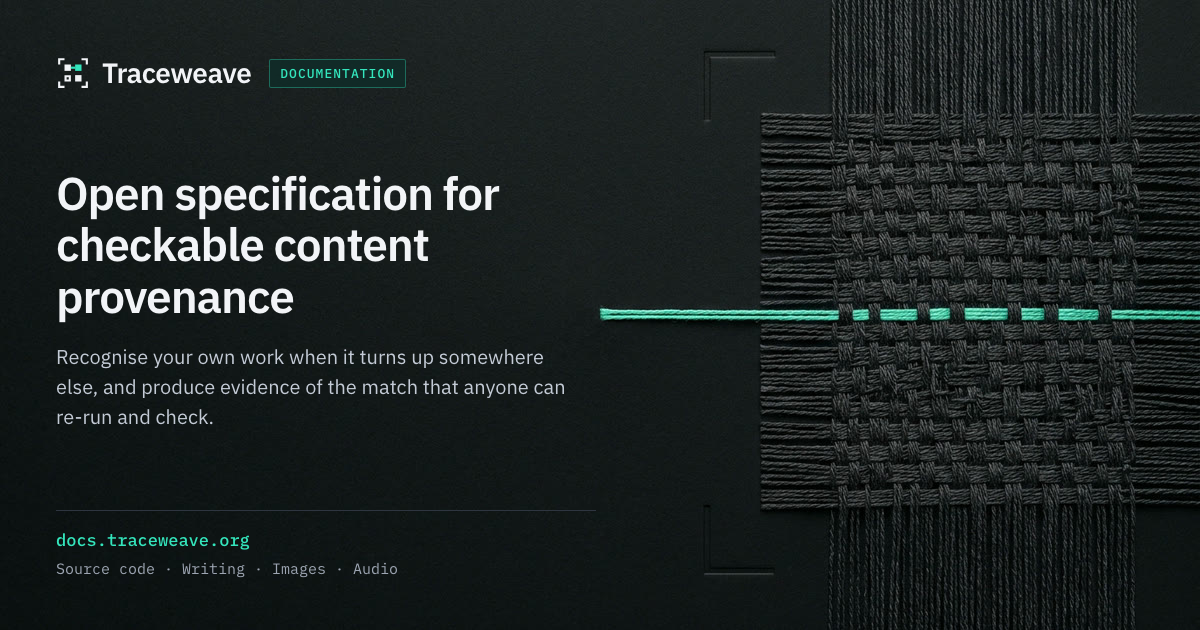 Traceweave
DOCUMENTATION
Open specification for
checkable content
provenance
Recognise your own work when it turns up somewhere
else, and produce evidence of the match that anyone can
re-run and check.
docs.traceweave.org
Source code · Writing · Images · Audio